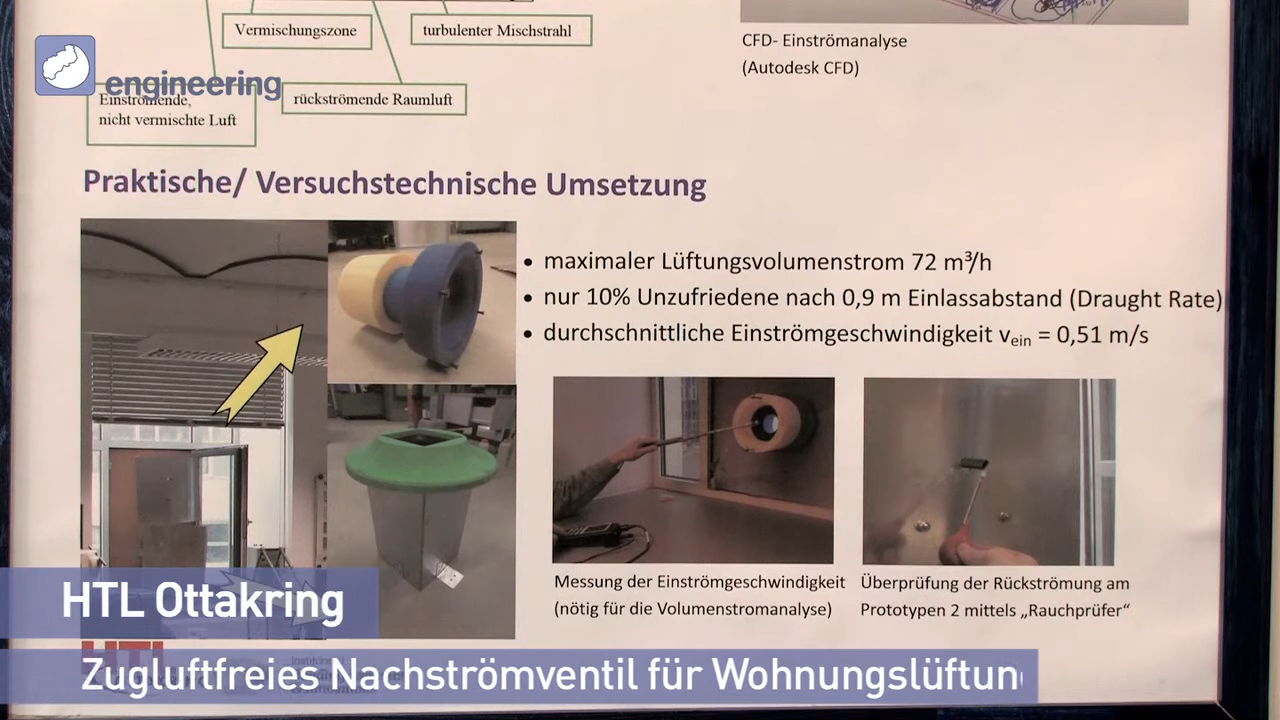 Vermischungszone
turbulenter Mischstrahl
CFD- Einströmanalyse
(Autodesk CFD)
engineering
Einströmende,
nicht vermischte Luft
rückströmende Raumluft
Praktische/ Versuchstechnische Umsetzung
• maximaler Lüftungsvolumenstrom 72 m³/h
• nur 10% Unzufriedene nach 0,9 m Einlassabstand (Draught Rate)
• durchschnittliche Einströmgeschwindigkeit vein = 0,51 m/s
Messung der Einströmgeschwindigkeit
(nötig für die Volumenstromanalyse)
Überprüfung der Rückströmung am
Prototypen 2 mittels „Rauchprüfer“
HTL Ottakring
HTL
Zugluftfreies Nachströmventil für Wohnungslüftun